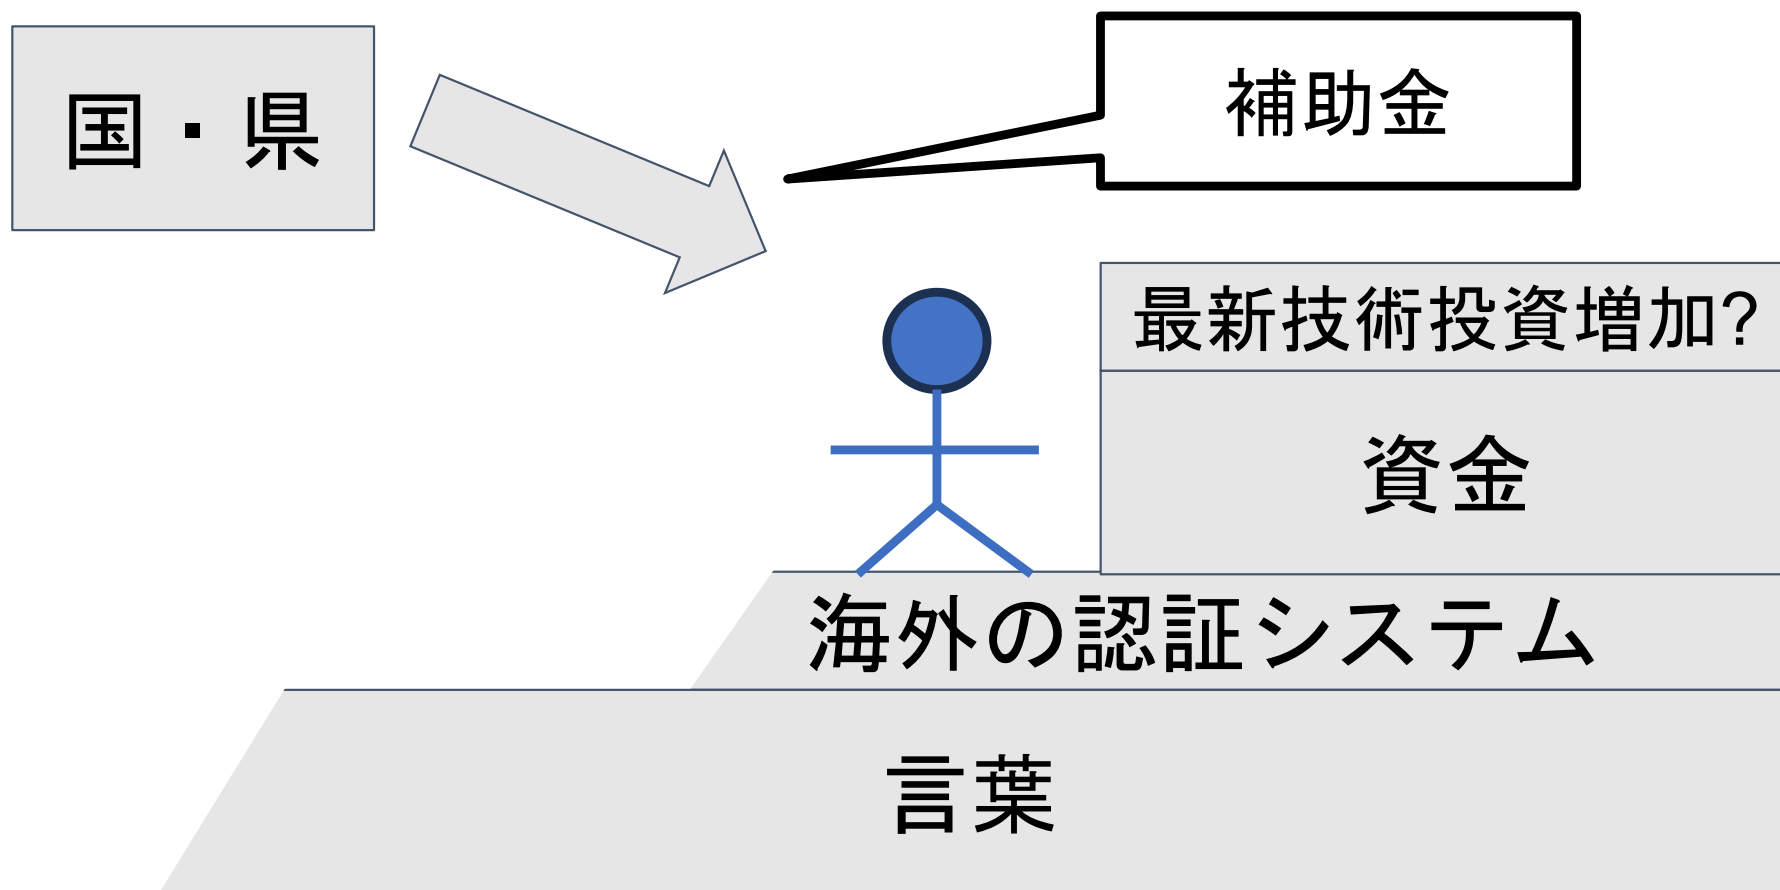 国・県
補助金
最新技術投資増加?
資金
海外の認証システム
言葉